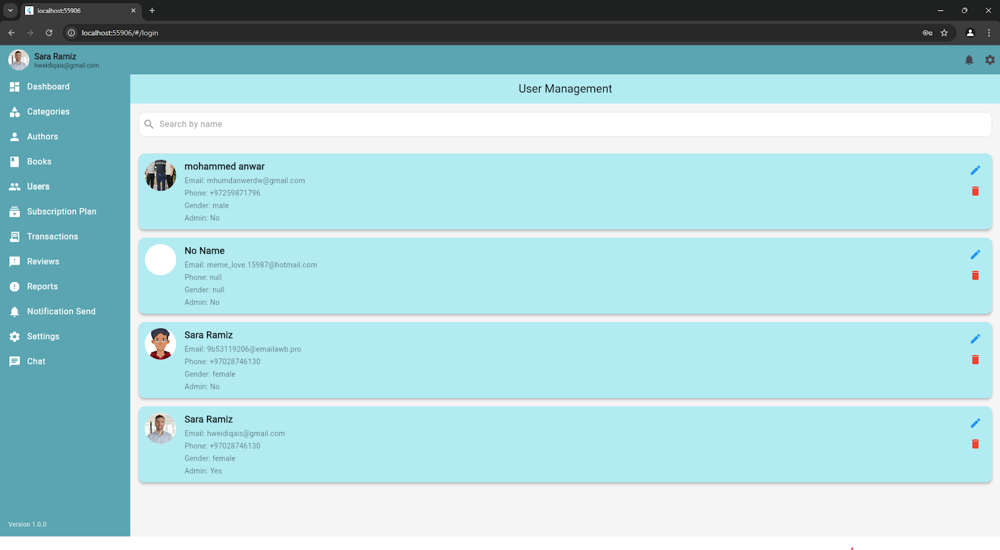 localhost:55906
localhost:55906/#/login
Sara Ramiz
hweidiqais@gmail.com
Dashboard
Categories
Authors
Books
Users
Subscription Plan
Transactions
Reviews
Reports
Notification Send
Settings
Chat
Version 1.0.0
User Management
Search by name
mohammed anwar
Email: mhumdanwerdw@gmail.com
Phone: +97259871796
Gender: male
Admin: No
No Name
Email: meme_love.15987@hotmail.com
Phone: null
Gender: null
Admin: No
Sara Ramiz
Email: 9b53119206@emailawb.pro
Phone: +97028746130
Gender: female
Admin: No
Sara Ramiz
Email: hweidiqais@gmail.com
Phone: +97028746130
Gender: female
Admin: Yes